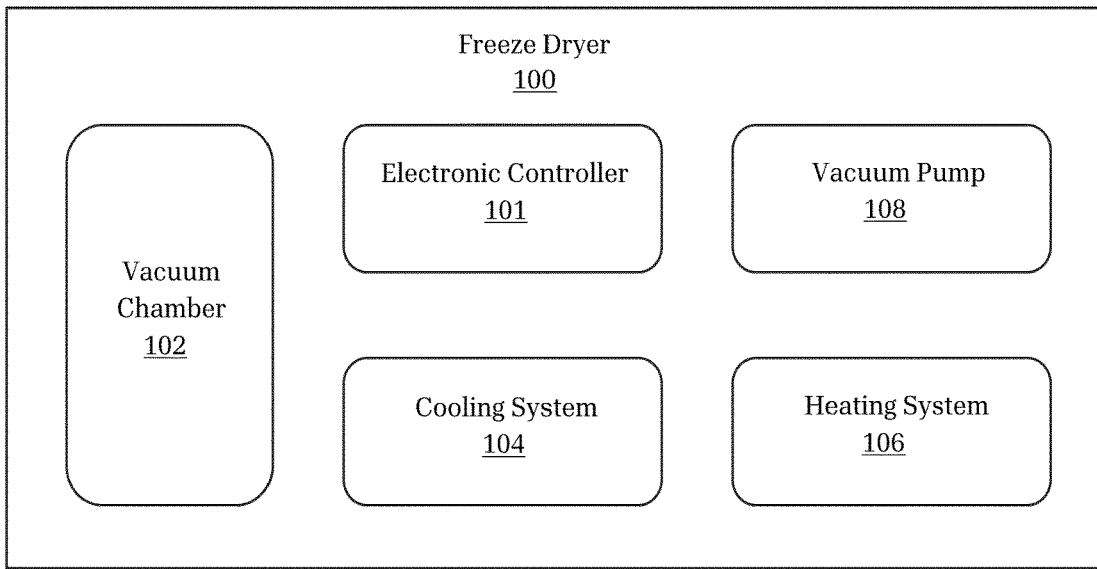 Freeze Dryer
100
Electronic Controller
101
Vacuum Pump
108
Vacuum
Chamber
102
Cooling System
104
Heating System
106